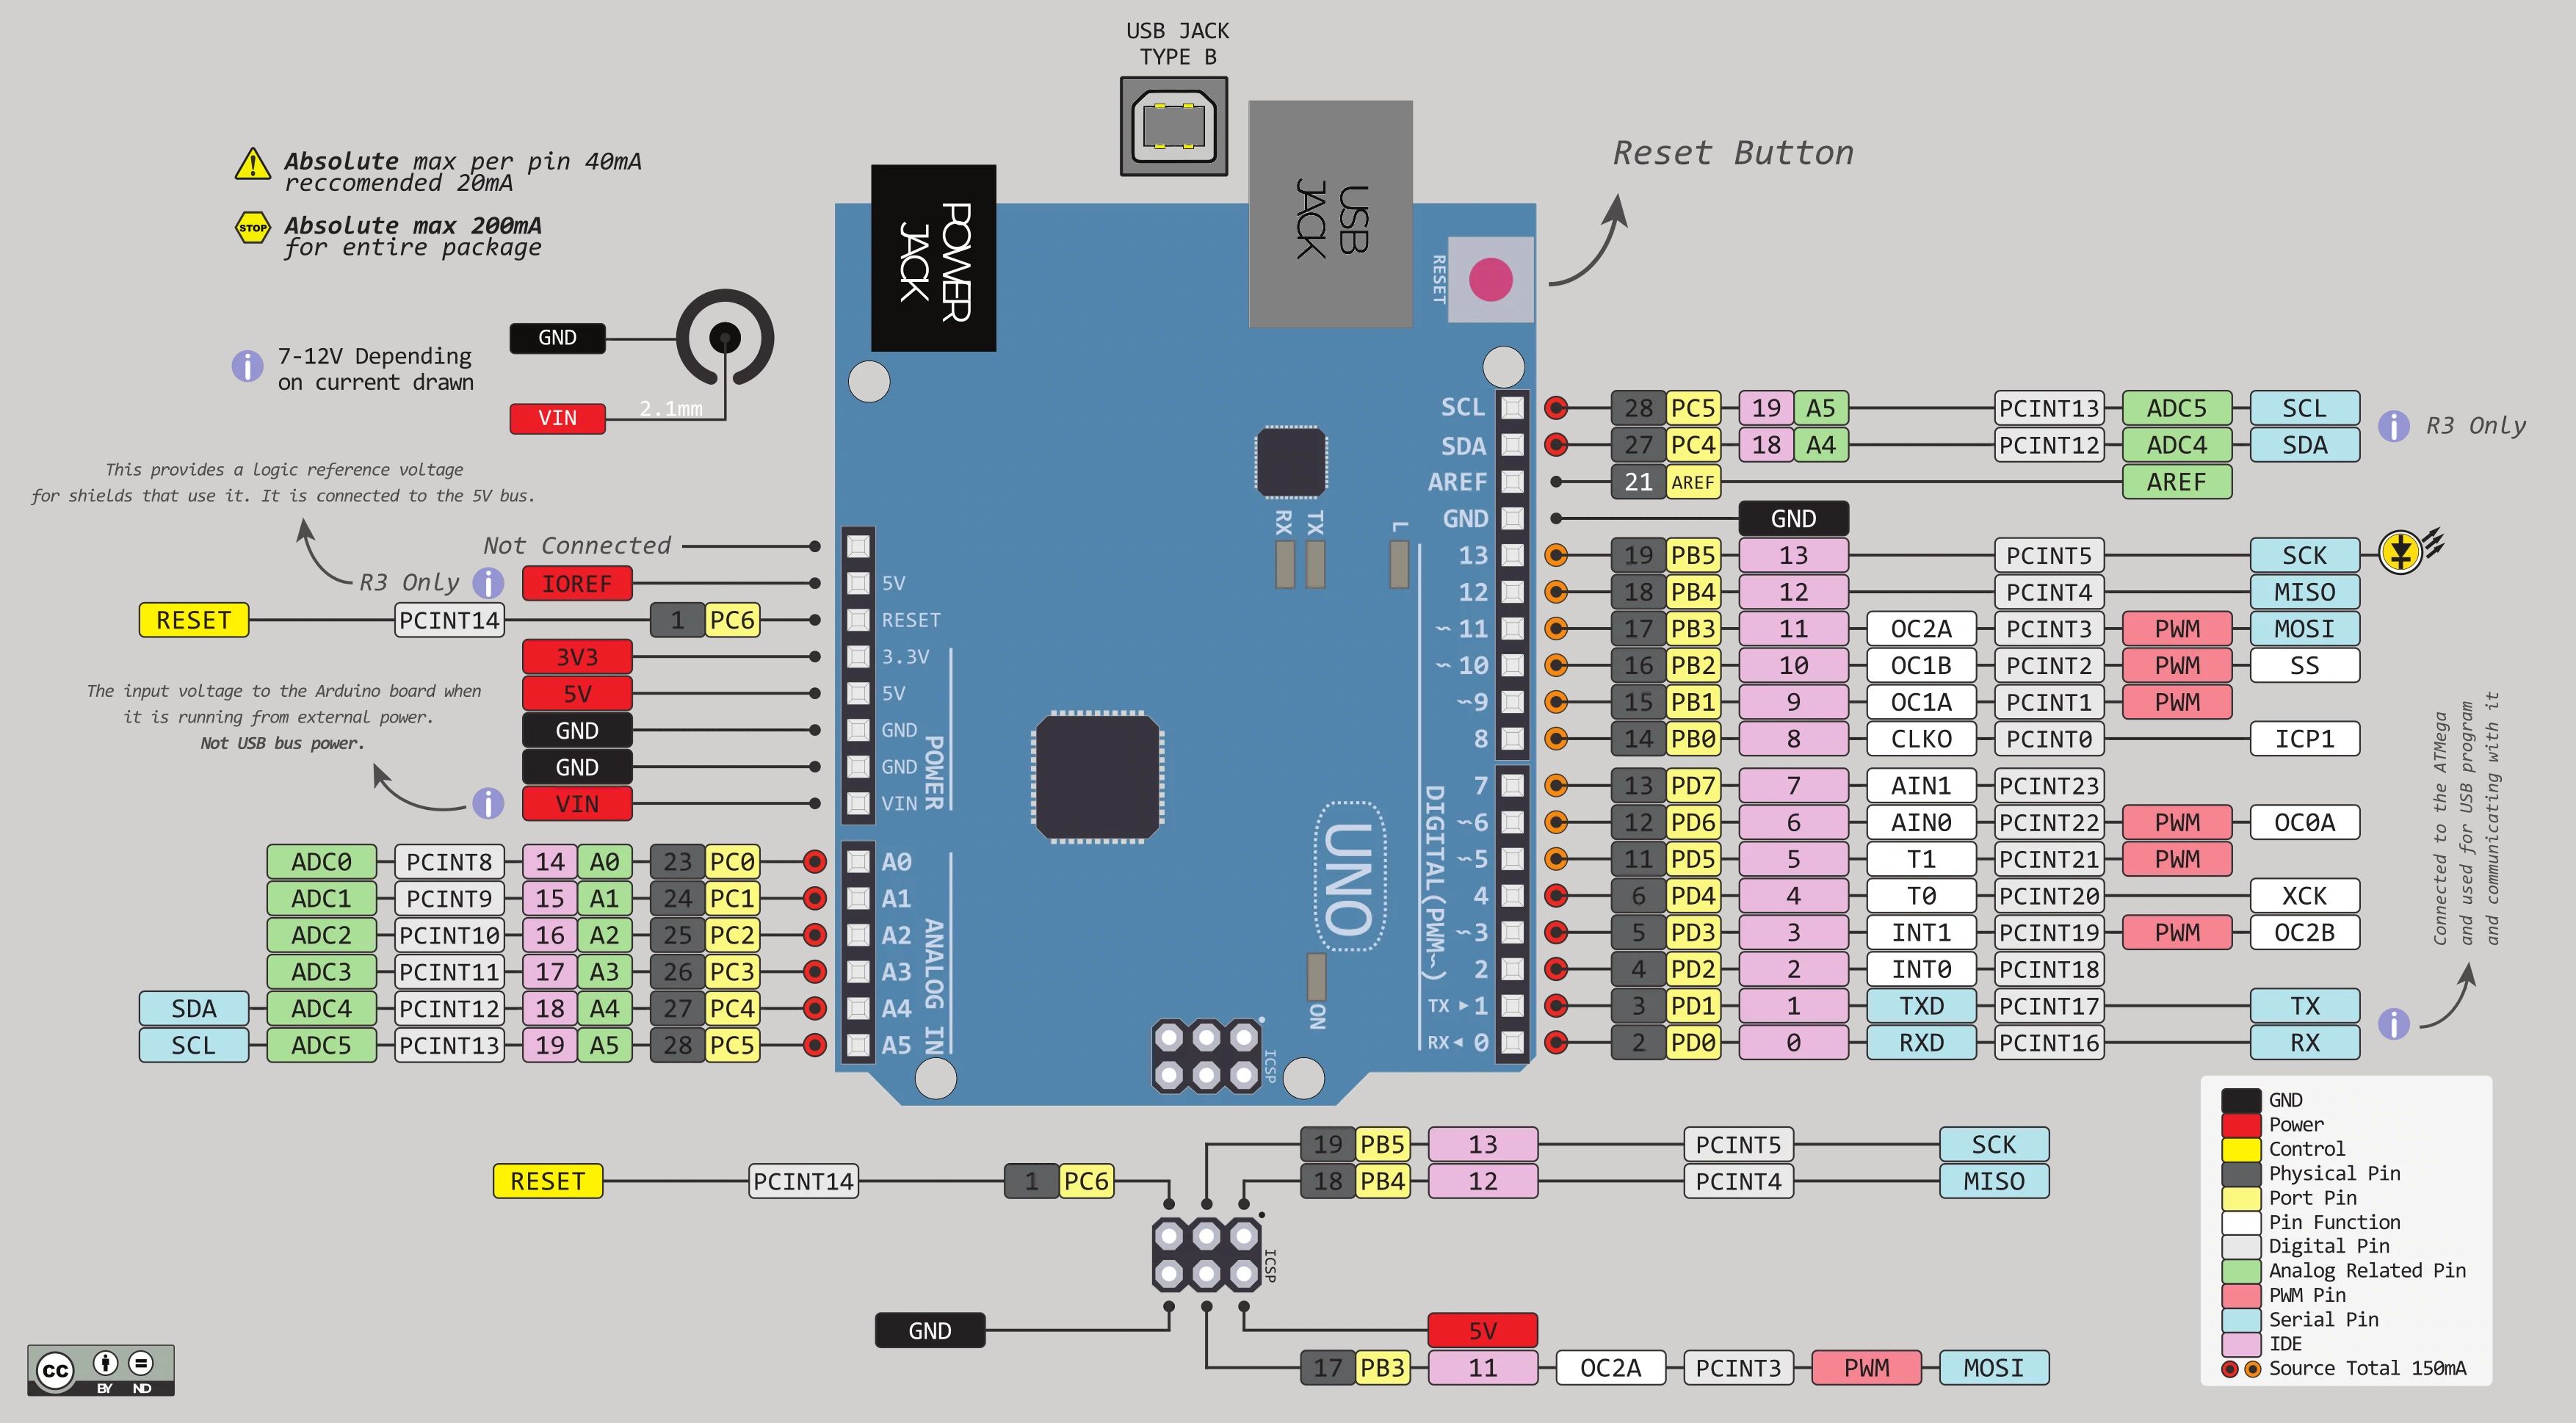 USB JACK
TYPE B
Absolute max per pin 40mA
reccomended 20mA
STOP
Absolute max 200mA
for entire package
7-12V Depending
on current drawn
GND
VIN
2.1mm
POWER
JACK
USB
JACK
RESET
Reset Button
This provides a logic reference voltage
for shields that use it. It is connected to the 5V bus.
Not Connected
R3 Only i IOREF
RESET PCINT14 1 PC6
3V3
5V
GND
GND
VIN
The input voltage to the Arduino board when
it is running from external power.
Not USB bus power.
ADC0 PCINT8 14 A0 23 PC0
ADC1 PCINT9 15 A1 24 PC1
ADC2 PCINT10 16 A2 25 PC2
ADC3 PCINT11 17 A3 26 PC3
SDA ADC4 PCINT12 18 A4 27 PC4
SCL ADC5 PCINT13 19 A5 28 PC5
5V
RESET
3.3V
5V
GND
GND
VIN
POWER
A0
A1
A2
A3
A4
A5
ANALOG IN
RX
TX
L
UNO
ON
ICSP
DIGITAL(PWM~)
SCL
SDA
AREF
GND
13
12
~11
~10
~9
8
7
~6
~5
4
~3
2
TX ▸ 1
RX ◂ 0
28 PC5 19 A5 PCINT13 ADC5 SCL
27 PC4 18 A4 PCINT12 ADC4 SDA
i R3 Only
21 AREF AREF
GND
19 PB5 13 PCINT5 SCK
18 PB4 12 PCINT4 MISO
17 PB3 11 OC2A PCINT3 PWM MOSI
16 PB2 10 OC1B PCINT2 PWM SS
15 PB1 9 OC1A PCINT1 PWM
14 PB0 8 CLKO PCINT0 ICP1
13 PD7 7 AIN1 PCINT23
12 PD6 6 AIN0 PCINT22 PWM OC0A
11 PD5 5 T1 PCINT21 PWM
6 PD4 4 T0 PCINT20 XCK
5 PD3 3 INT1 PCINT19 PWM OC2B
4 PD2 2 INT0 PCINT18
3 PD1 1 TXD PCINT17 TX
2 PD0 0 RXD PCINT16 RX
Connected to the ATMega
and used for USB program
and communicating with it
19 PB5 13 PCINT5 SCK
RESET PCINT14 1 PC6
18 PB4 12 PCINT4 MISO
ICSP
GND
5V
17 PB3 11 OC2A PCINT3 PWM MOSI
GND
Power
Control
Physical Pin
Port Pin
Pin Function
Digital Pin
Analog Related Pin
PWM Pin
Serial Pin
IDE
Source Total 150mA
cc BY ND